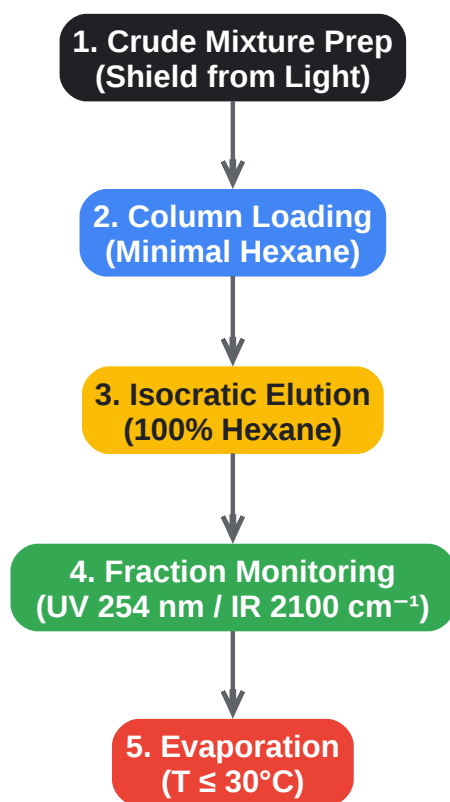 1. Crude Mixture Prep
(Shield from Light)
2. Column Loading
(Minimal Hexane)
3. Isocratic Elution
(100% Hexane)
4. Fraction Monitoring
(UV 254 nm / IR 2100 cm⁻¹)
5. Evaporation
(T ≤ 30°C)